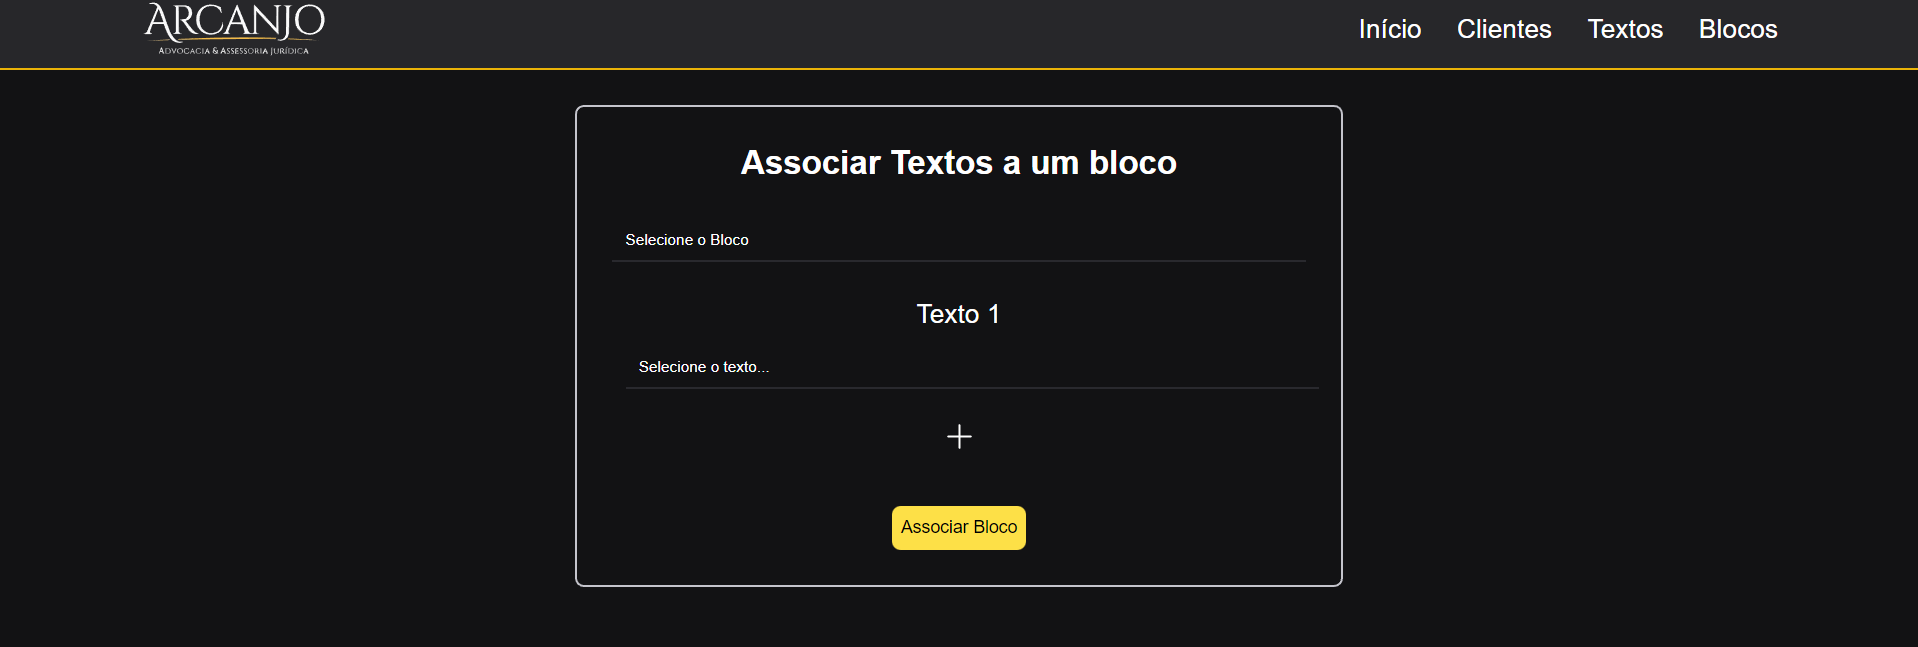 ARCANJO
ADVOCACIA & ASSESSORIA JURÍDICA
Início Clientes Textos Blocos
Associar Textos a um bloco
Selecione o Bloco
Texto 1
Selecione o texto...
Associar Bloco